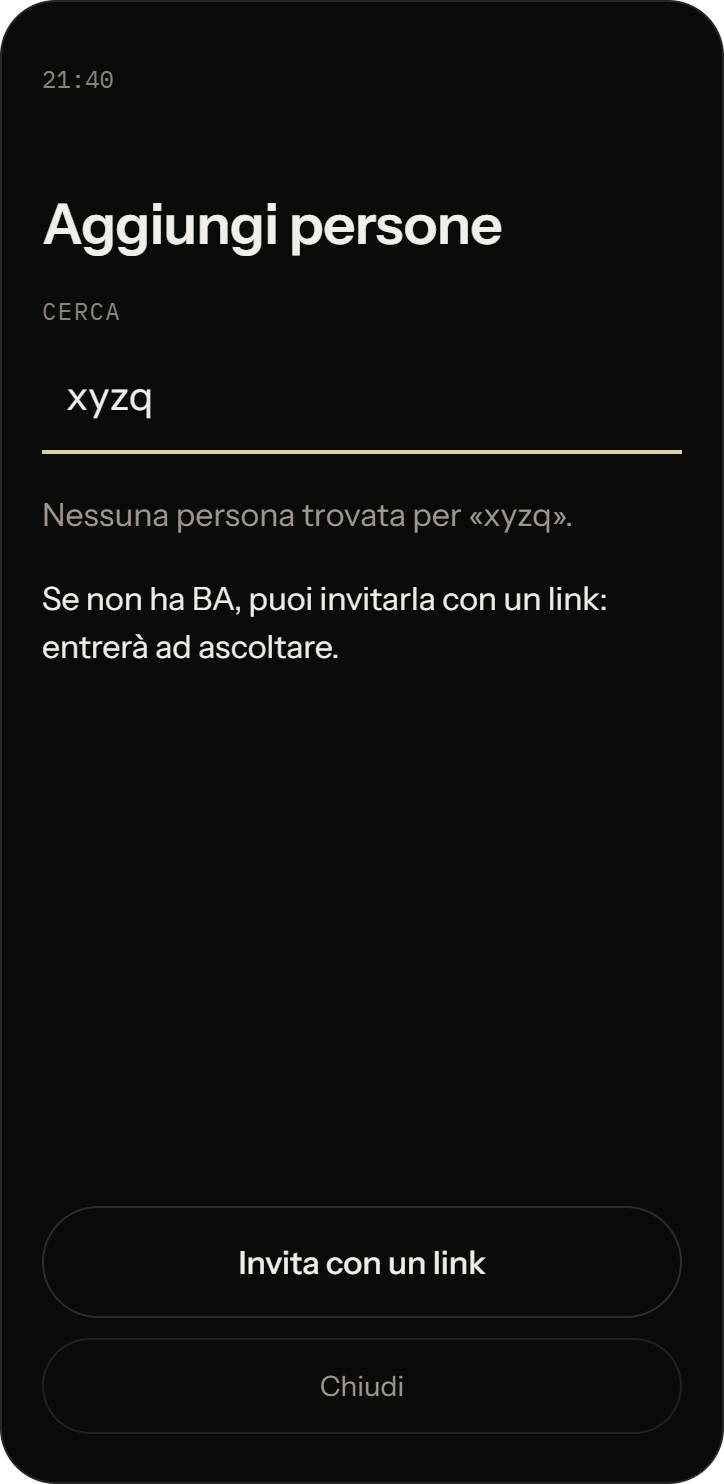 21:40
Aggiungi persone
CERCA
xyzq
Nessuna persona trovata per «xyzq».
Se non ha BA, puoi invitarla con un link:
entrerà ad ascoltare.
Invita con un link
Chiudi